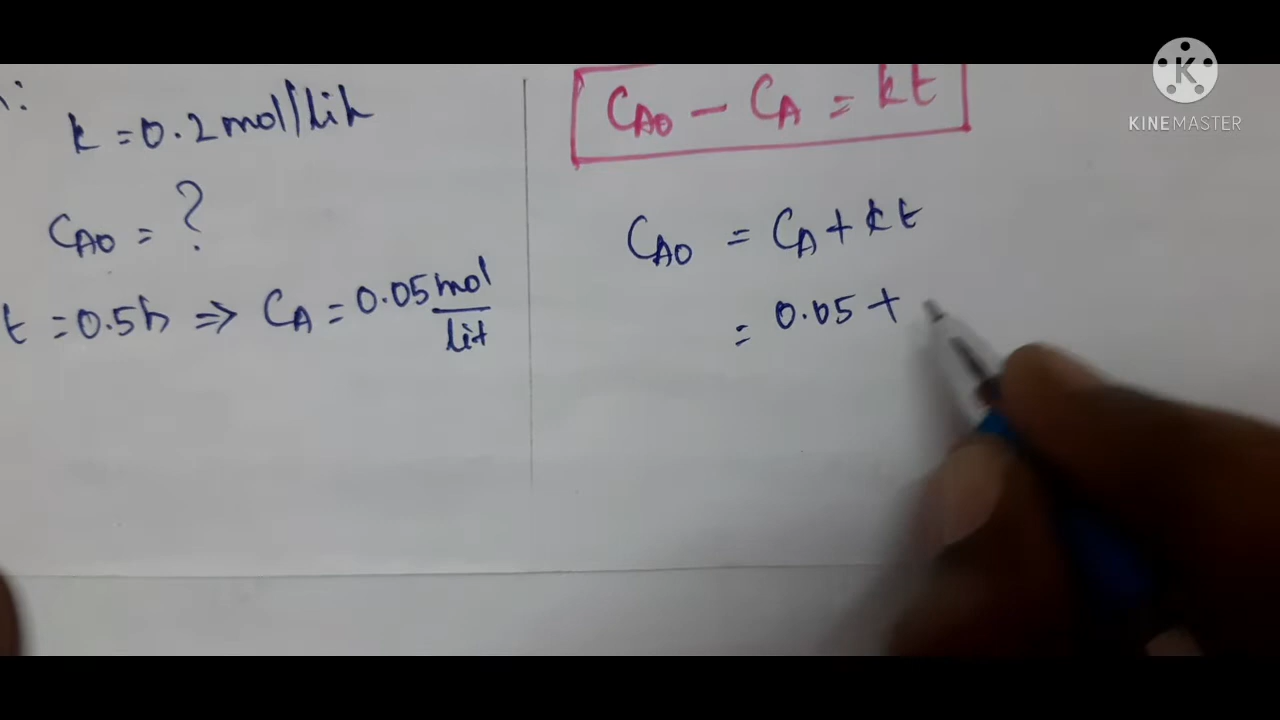 k = 0.2 mol/lit h
CA0 = ?
t = 0.5h ⇒ CA = 0.05 mol/lit
CA0 - CA = kt
CA0 = CA + kt
= 0.05 +
K
KINEMASTER